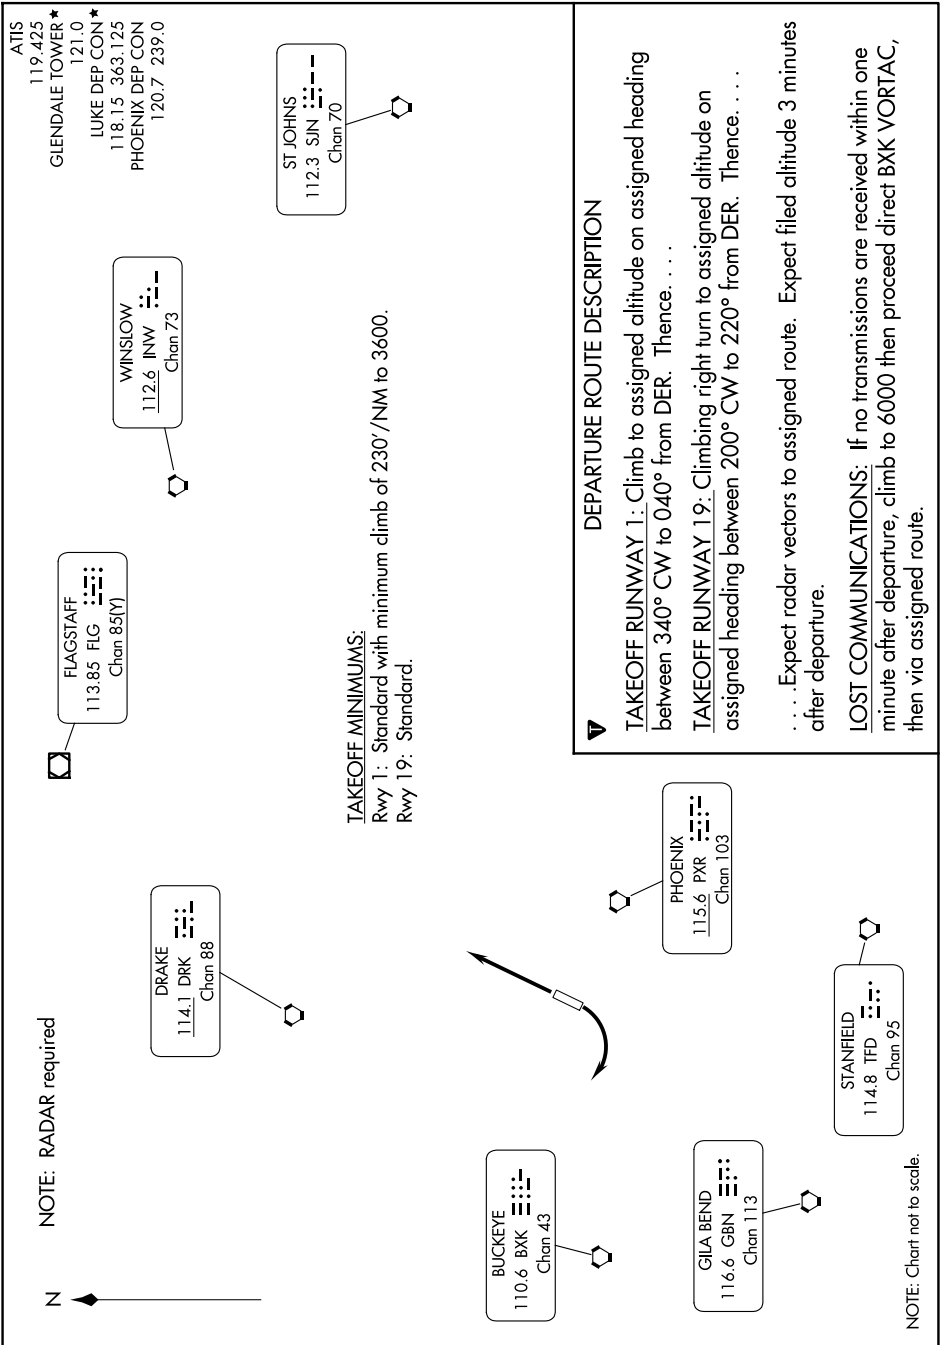 ATIS
119.425
GLENDALE TOWER★
121.0
LUKE DEP CON★
118.15 363.125
PHOENIX DEP CON
120.7 239.0
NOTE: RADAR required
N
FLAGSTAFF
113.85 FLG
Chan 85(Y)
WINSLOW
112.6 INW
Chan 73
DRAKE
114.1 DRK
Chan 88
ST JOHNS
112.3 SJN
Chan 70
TAKEOFF MINIMUMS:
Rwy 1: Standard with minimum climb of 230'/NM to 3600.
Rwy 19: Standard.
BUCKEYE
110.6 BXK
Chan 43
PHOENIX
115.6 PXR
Chan 103
GILA BEND
116.6 GBN
Chan 113
STANFIELD
114.8 TFD
Chan 95
NOTE: Chart not to scale.
T
DEPARTURE ROUTE DESCRIPTION
TAKEOFF RUNWAY 1: Climb to assigned altitude on assigned heading
between 340° CW to 040° from DER. Thence. . . .
TAKEOFF RUNWAY 19: Climbing right turn to assigned altitude on
assigned heading between 200° CW to 220° from DER. Thence. . . .
. . . .Expect radar vectors to assigned route. Expect filed altitude 3 minutes
after departure.
LOST COMMUNICATIONS: If no transmissions are received within one
minute after departure, climb to 6000 then proceed direct BXK VORTAC,
then via assigned route.